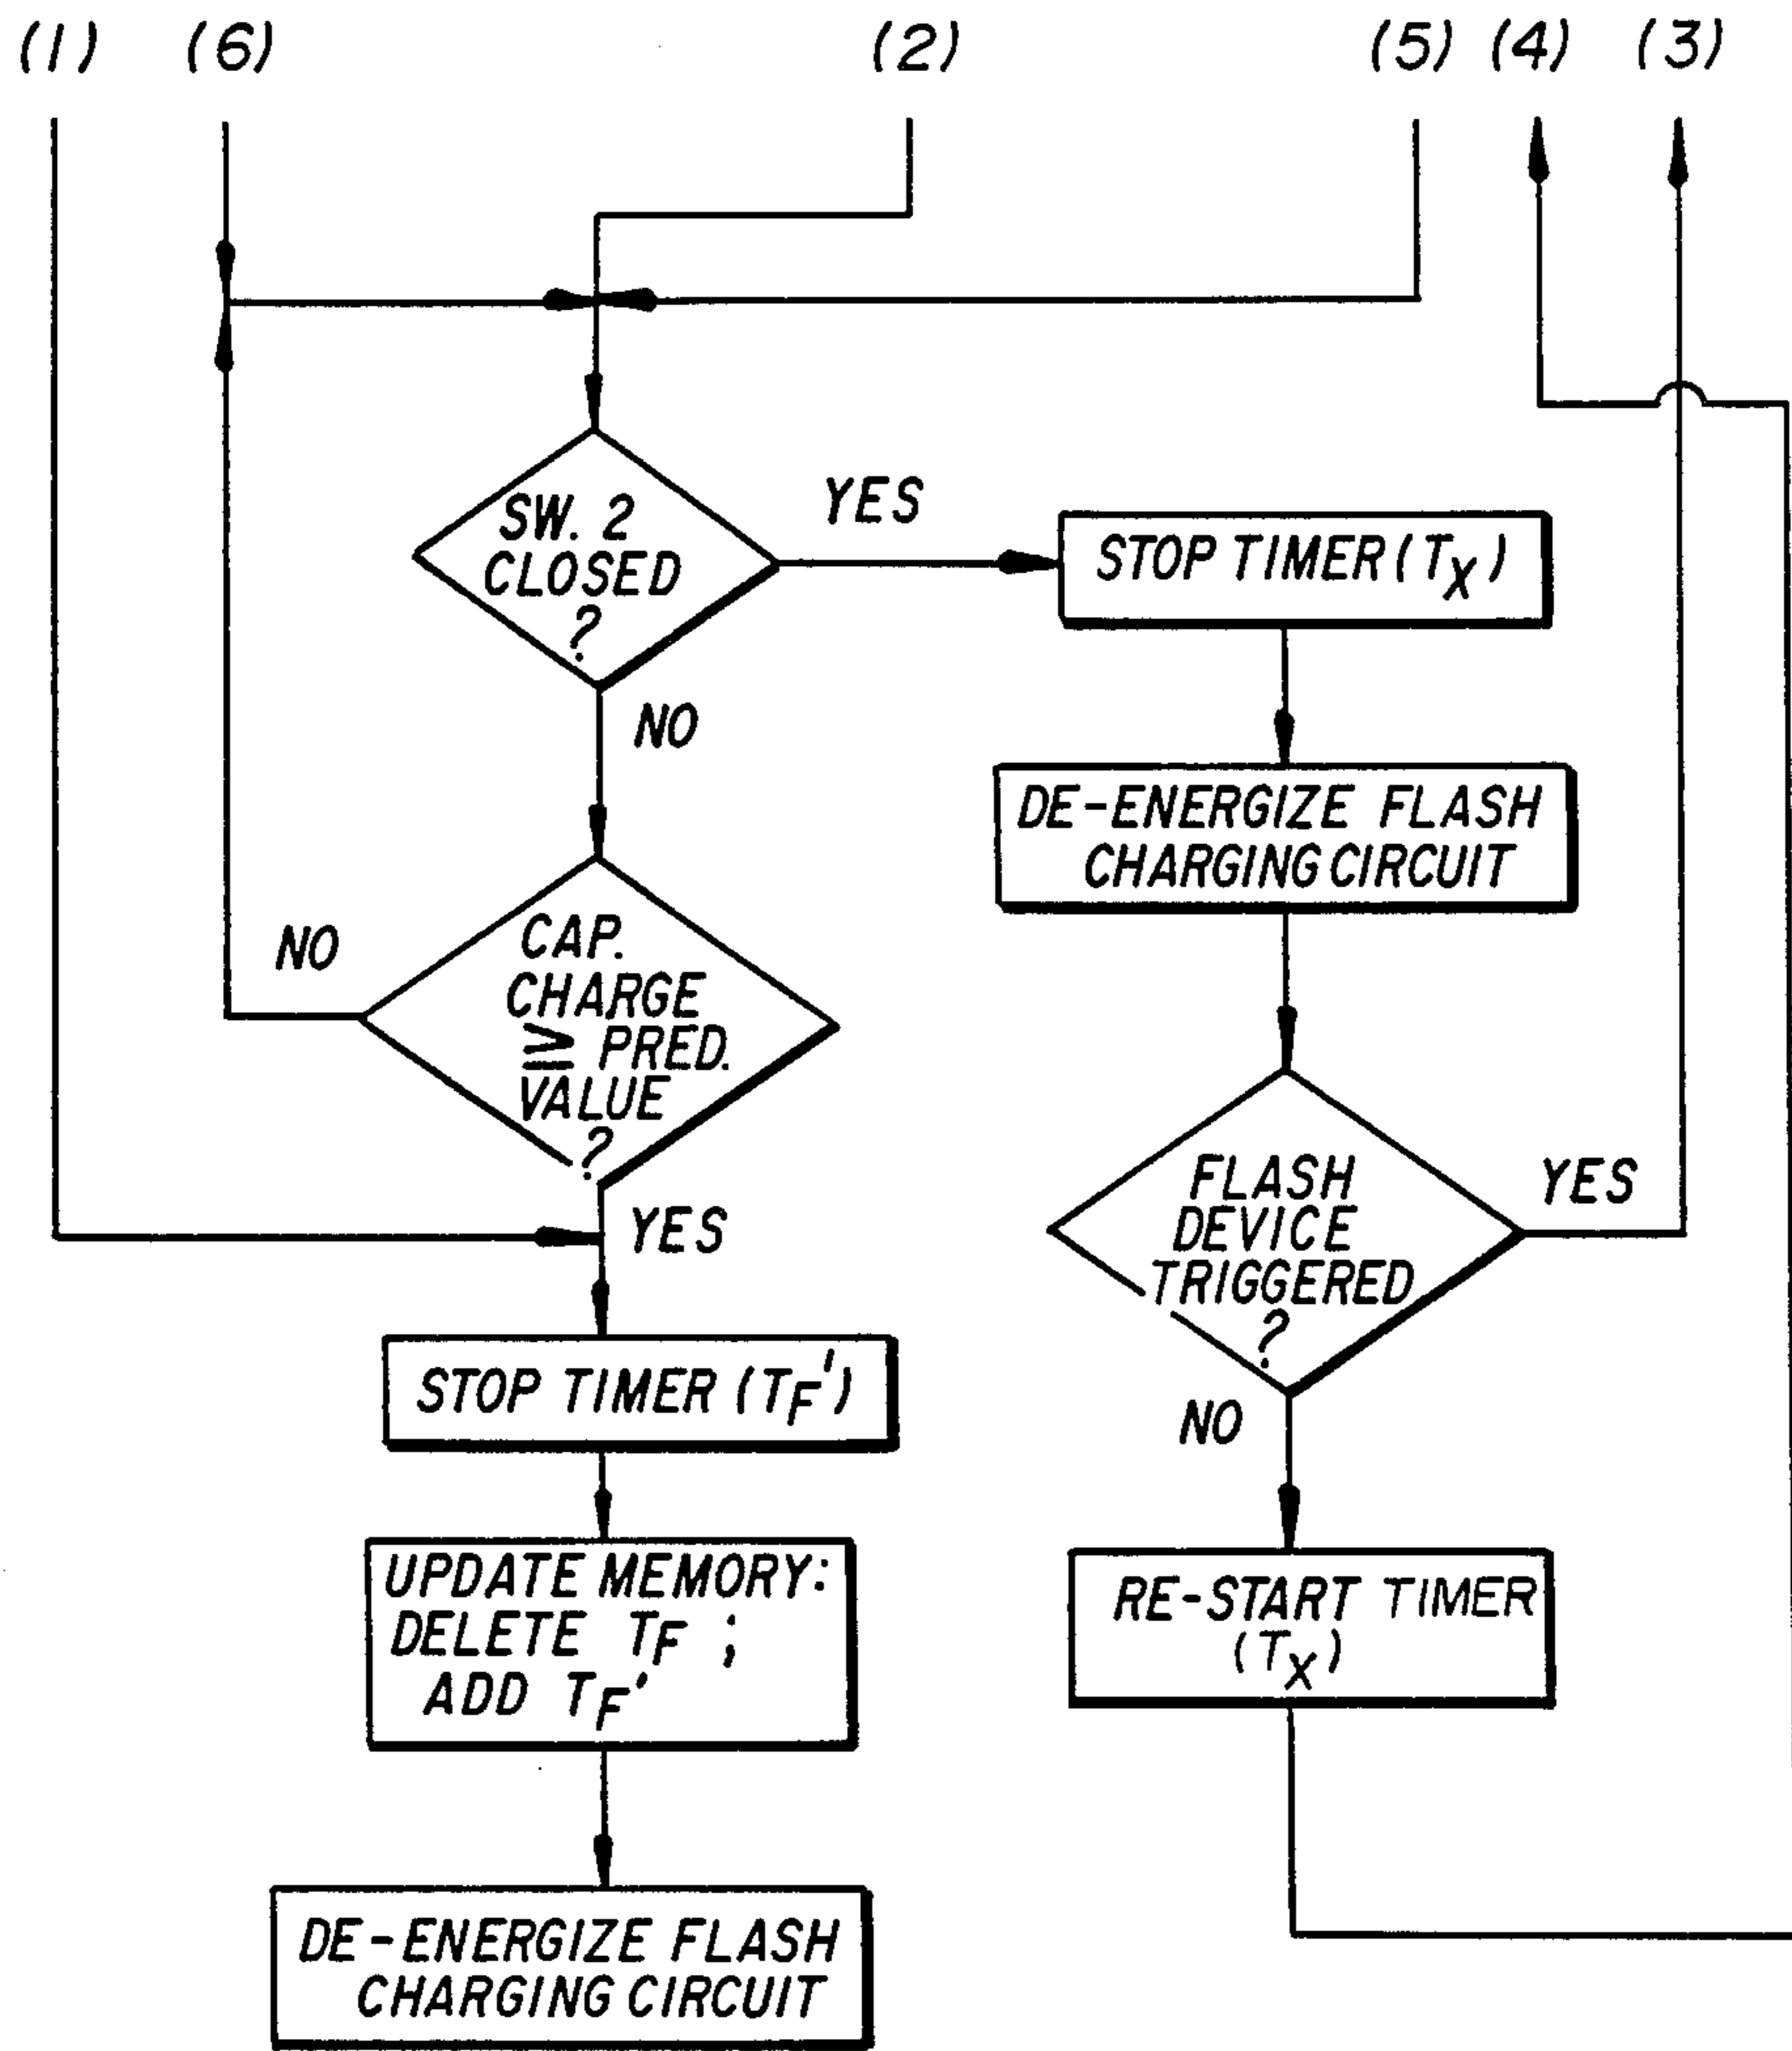 (1) (6) (2) (5) (4) (3)
SW. 2
CLOSED
?
YES
NO
STOP TIMER (TX)
DE-ENERGIZE FLASH
CHARGING CIRCUIT
CAP.
CHARGE
≧ PRED.
VALUE
?
NO
YES
FLASH
DEVICE
TRIGGERED
?
YES
NO
STOP TIMER (TF')
UPDATE MEMORY:
DELETE TF ;
ADD TF'
RE-START TIMER
(TX)
DE-ENERGIZE FLASH
CHARGING CIRCUIT